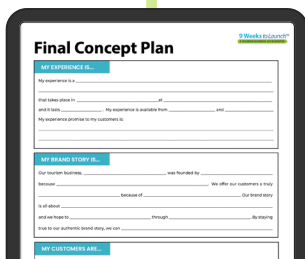 9 Weeks to Launch™
Final Concept Plan
MY EXPERIENCE IS...
My experience is a
that takes place in at
and it lasts . My experience is available from and
My experience promise to my customers is:
MY BRAND STORY IS...
Our tourism business, was founded by
because . We offer our customers a truly
because of . Our brand story
is all about
and we hope to through . By staying
true to our authentic brand story, we can
MY CUSTOMERS ARE...